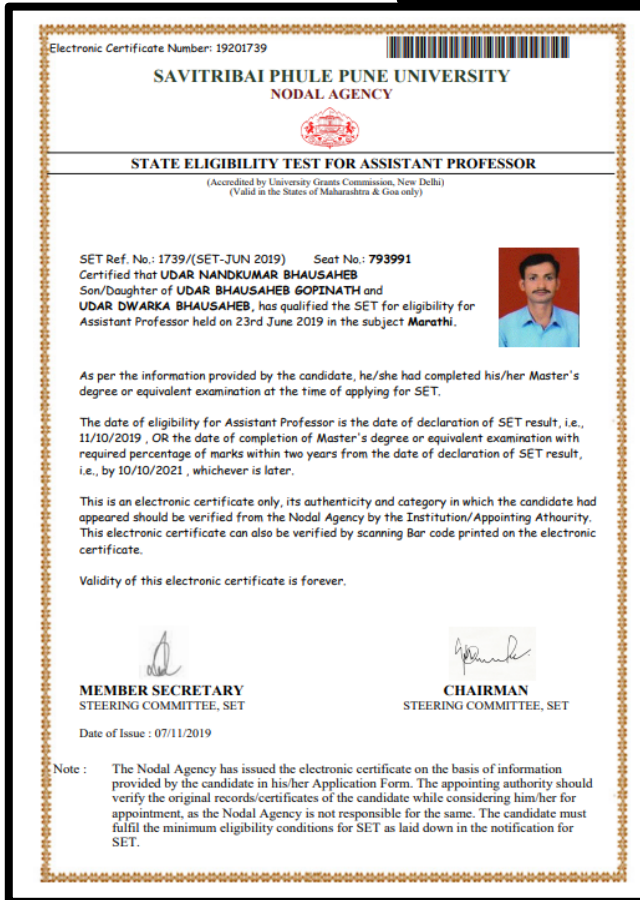 Electronic Certificate Number: 19201739
SAVITRIBAI PHULE PUNE UNIVERSITY
NODAL AGENCY
STATE ELIGIBILITY TEST FOR ASSISTANT PROFESSOR
(Accredited by University Grants Commission, New Delhi)
(Valid in the States of Maharashtra & Goa only)
SET Ref. No.: 1739/(SET-JUN 2019) Seat No.: 793991
Certified that UDAR NANDKUMAR BHAUSAHEB
Son/Daughter of UDAR BHAUSAHEB GOPINATH and
UDAR DWARKA BHAUSAHEB, has qualified the SET for eligibility for
Assistant Professor held on 23rd June 2019 in the subject Marathi.
As per the information provided by the candidate, he/she had completed his/her Master's
degree or equivalent examination at the time of applying for SET.
The date of eligibility for Assistant Professor is the date of declaration of SET result, i.e.,
11/10/2019 , OR the date of completion of Master's degree or equivalent examination with
required percentage of marks within two years from the date of declaration of SET result,
i.e., by 10/10/2021 , whichever is later.
This is an electronic certificate only, its authenticity and category in which the candidate had
appeared should be verified from the Nodal Agency by the Institution/Appointing Athourity.
This electronic certificate can also be verified by scanning Bar code printed on the electronic
certificate.
Validity of this electronic certificate is forever.
MEMBER SECRETARY
STEERING COMMITTEE, SET
CHAIRMAN
STEERING COMMITTEE, SET
Date of Issue : 07/11/2019
Note : The Nodal Agency has issued the electronic certificate on the basis of information
provided by the candidate in his/her Application Form. The appointing authority should
verify the original records/certificates of the candidate while considering him/her for
appointment, as the Nodal Agency is not responsible for the same. The candidate must
fulfil the minimum eligibility conditions for SET as laid down in the notification for
SET.